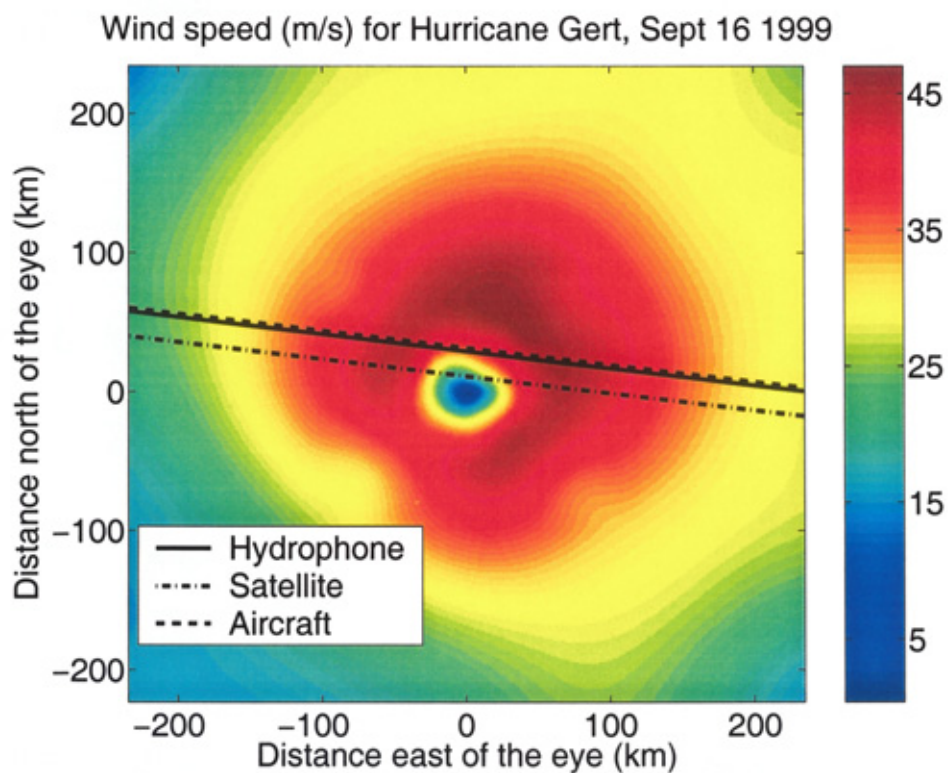 Wind speed (m/s) for Hurricane Gert, Sept 16 1999
Distance north of the eye (km)
200
100
0
−100
−200
−200 −100 0 100 200
Distance east of the eye (km)
Hydrophone
Satellite
Aircraft
45
35
25
15
5